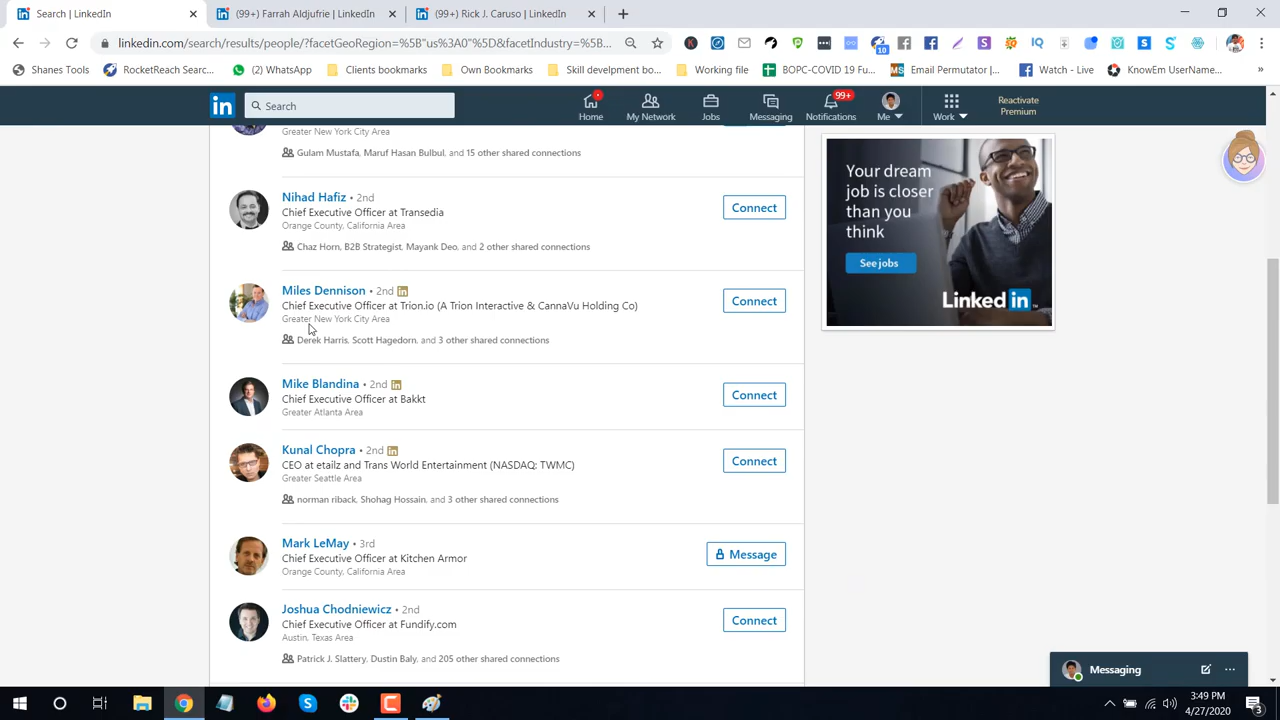 Search | LinkedIn
(99+) Farrah Aldjufrie | LinkedIn
(99+) Rick J. Caruso | LinkedIn
linkedin.com/search/results/people/?facetGeoRegion=%5B"us%3A0"%5D&facetIndustry=%5B...
10
Shanes Tools
RocketReach Searc...
(2) WhatsApp
Clients bookmarks
Own Bookmarks
Skill develpment bo...
Working file
BOPC-COVID 19 Fu...
Email Permutator |...
Watch - Live
KnowEm UserName...
in
Search
Home
My Network
Jobs
Messaging
99+
Notifications
Me
Work
Reactivate
Premium
Greater New York City Area
Gulam Mustafa, Maruf Hasan Bulbul, and 15 other shared connections
Nihad Hafiz • 2nd
Chief Executive Officer at Transedia
Orange County, California Area
Chaz Horn, B2B Strategist, Mayank Deo, and 2 other shared connections
Connect
Miles Dennison • 2nd in
Chief Executive Officer at Trion.io (A Trion Interactive & CannaVu Holding Co)
Greater New York City Area
Derek Harris, Scott Hagedorn, and 3 other shared connections
Connect
Mike Blandina • 2nd in
Chief Executive Officer at Bakkt
Greater Atlanta Area
Connect
Kunal Chopra • 2nd in
CEO at etailz and Trans World Entertainment (NASDAQ: TWMC)
Greater Seattle Area
norman riback, Shohag Hossain, and 3 other shared connections
Connect
Mark LeMay • 3rd
Chief Executive Officer at Kitchen Armor
Orange County, California Area
Message
Joshua Chodniewicz • 2nd
Chief Executive Officer at Fundify.com
Austin, Texas Area
Patrick J. Slattery, Dustin Baly, and 205 other shared connections
Connect
Your dream
job is closer
than you
think
See jobs
Linked in
Messaging
3:49 PM
4/27/2020
3